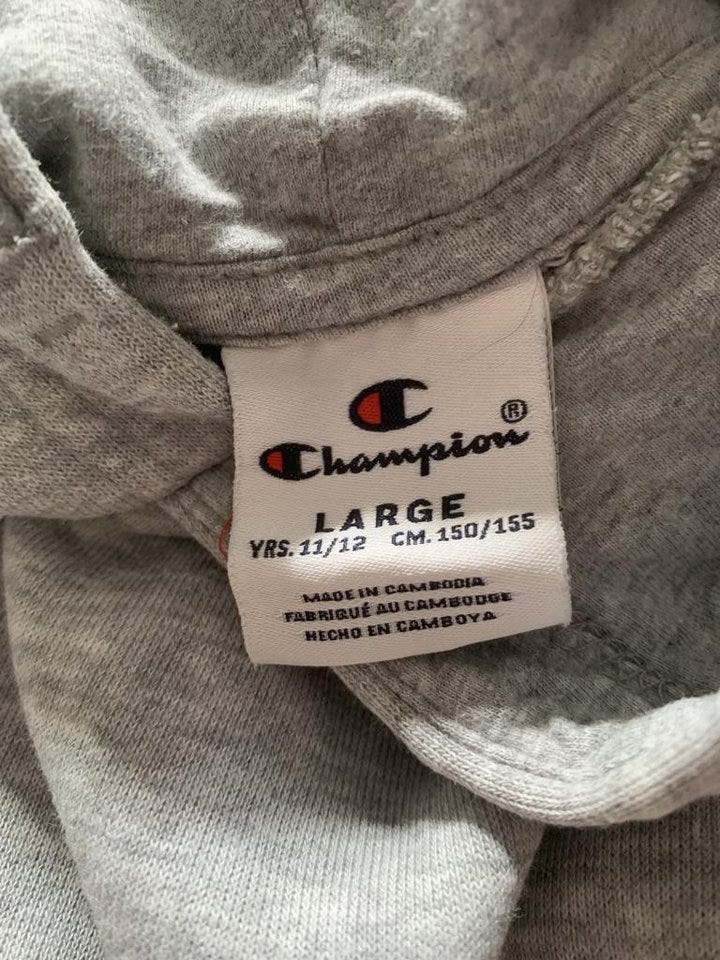 Champion®
LARGE
YRS. 11/12 CM. 150/155
MADE IN CAMBODIA
FABRIQUÉ AU CAMBODGE
HECHO EN CAMBOYA